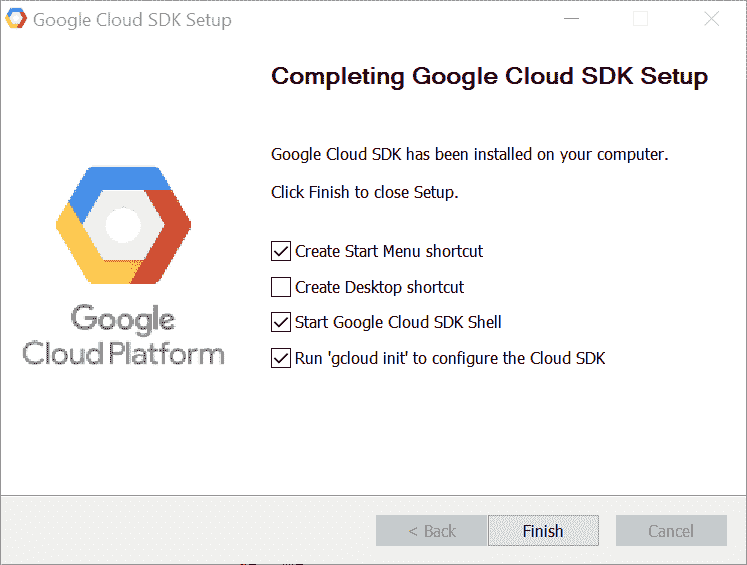 Google Cloud SDK Setup
Completing Google Cloud SDK Setup
Google Cloud SDK has been installed on your computer.
Click Finish to close Setup.
Create Start Menu shortcut
Create Desktop shortcut
Start Google Cloud SDK Shell
Run 'gcloud init' to configure the Cloud SDK
Google
Cloud Platform
< Back
Finish
Cancel